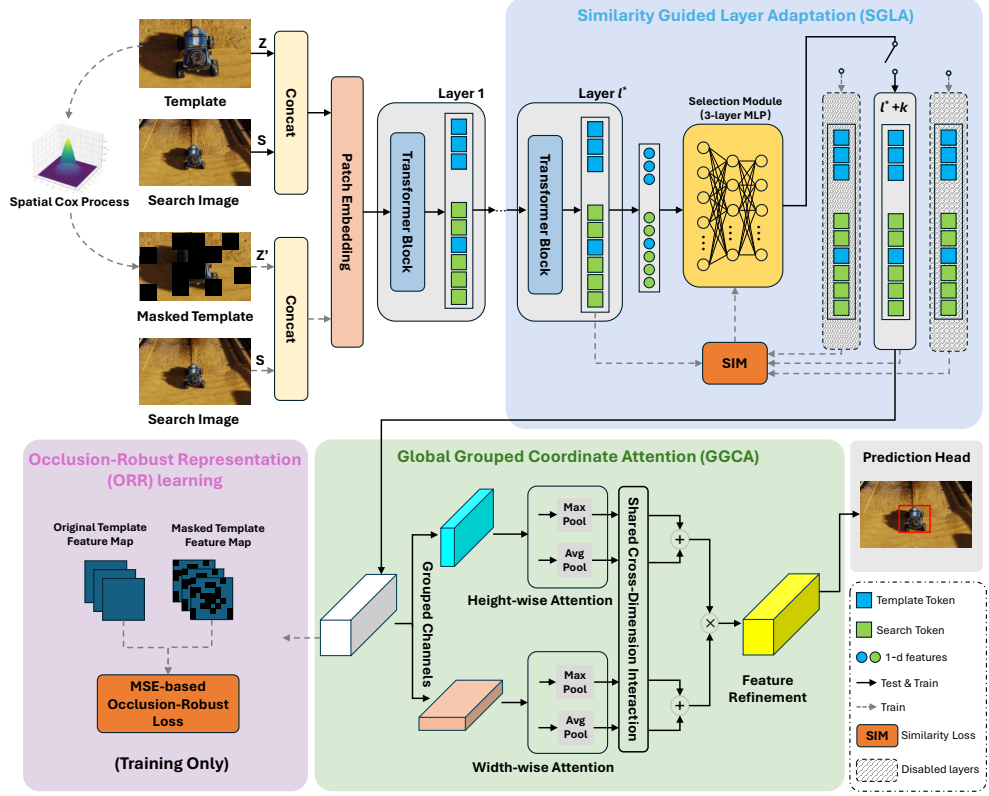 Similarity Guided Layer Adaptation (SGLA)
Z
Template
S
Search Image
Concat
Spatial Cox Process
Z'
Masked Template
S
Search Image
Concat
Patch Embedding
Layer 1
Transformer Block
Layer l*
Transformer Block
Selection Module
(3-layer MLP)
l*+k
SIM
Occlusion-Robust Representation
(ORR) learning
Original Template
Feature Map
Masked Template
Feature Map
MSE-based
Occlusion-Robust
Loss
(Training Only)
Global Grouped Coordinate Attention (GGCA)
Grouped Channels
Max
Pool
Avg
Pool
Height-wise Attention
Max
Pool
Avg
Pool
Width-wise Attention
Shared Cross-Dimension Interaction
+
+
×
Feature
Refinement
Prediction Head
Template Token
Search Token
1-d features
Test & Train
Train
SIM
Similarity Loss
Disabled layers